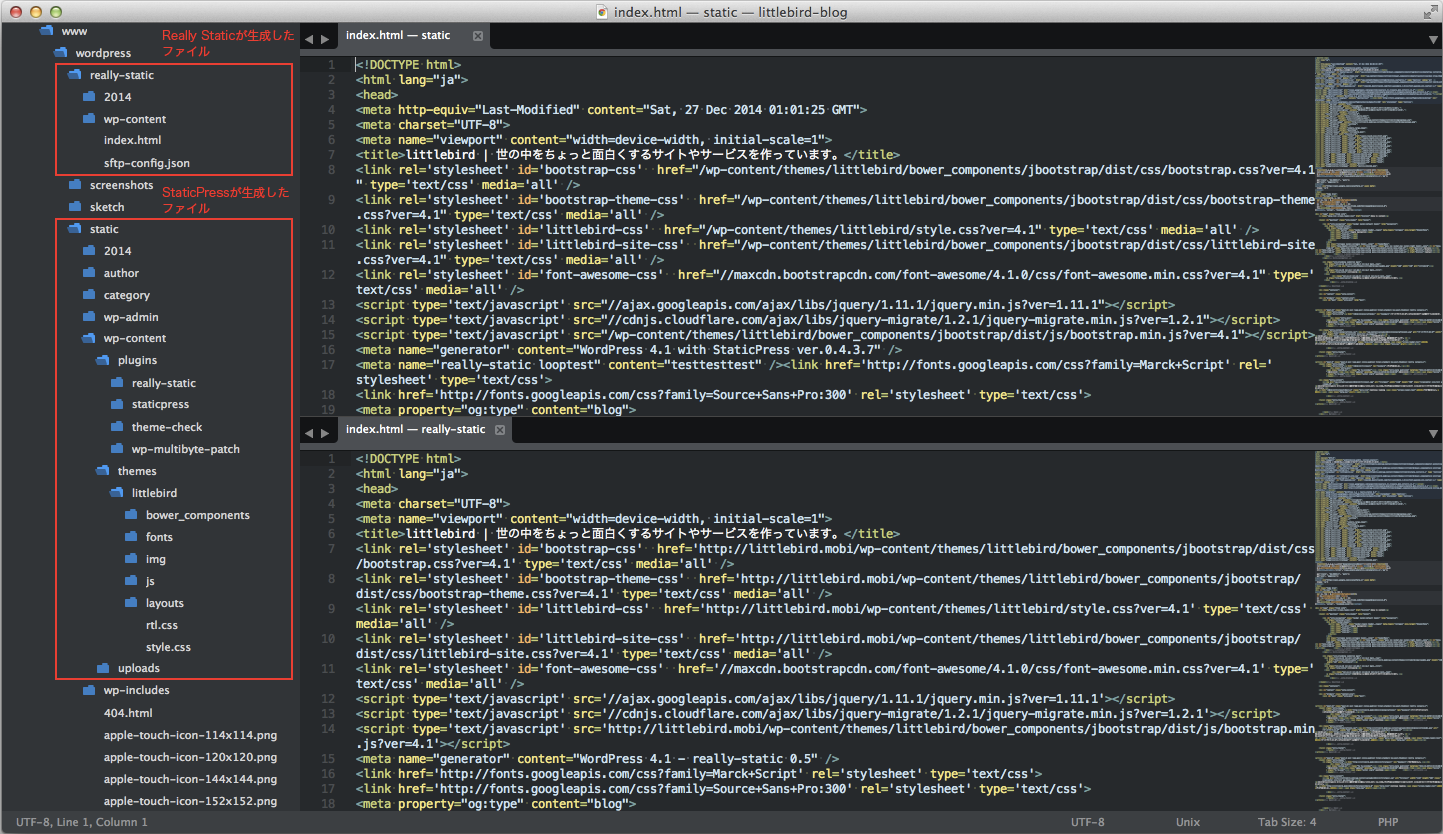 index.html — static — littlebird-blog
www
Really Staticが生成した
ファイル
wordpress
really-static
2014
wp-content
index.html
sftp-config.json
screenshots
StaticPressが生成した
ファイル
sketch
static
2014
author
category
wp-admin
wp-content
plugins
really-static
staticpress
theme-check
wp-multibyte-patch
themes
littlebird
bower_components
fonts
img
js
layouts
rtl.css
style.css
uploads
wp-includes
404.html
apple-touch-icon-114x114.png
apple-touch-icon-120x120.png
apple-touch-icon-144x144.png
apple-touch-icon-152x152.png
index.html — static
1 <!DOCTYPE html>
2 <html lang="ja">
3 <head>
4 <meta http-equiv="Last-Modified" content="Sat, 27 Dec 2014 01:01:25 GMT">
5 <meta charset="UTF-8">
6 <meta name="viewport" content="width=device-width, initial-scale=1">
7 <title>littlebird | 世の中をちょっと面白くするサイトやサービスを作っています。</title>
8 <link rel='stylesheet' id='bootstrap-css' href="/wp-content/themes/littlebird/bower_components/jbootstrap/dist/css/bootstrap.css?ver=4.1
" type='text/css' media='all' />
9 <link rel='stylesheet' id='bootstrap-theme-css' href="/wp-content/themes/littlebird/bower_components/jbootstrap/dist/css/bootstrap-theme
.css?ver=4.1" type='text/css' media='all' />
10 <link rel='stylesheet' id='littlebird-css' href="/wp-content/themes/littlebird/style.css?ver=4.1" type='text/css' media='all' />
11 <link rel='stylesheet' id='littlebird-site-css' href="/wp-content/themes/littlebird/bower_components/jbootstrap/dist/css/littlebird-site
.css?ver=4.1" type='text/css' media='all' />
12 <link rel='stylesheet' id='font-awesome-css' href="//maxcdn.bootstrapcdn.com/font-awesome/4.1.0/css/font-awesome.min.css?ver=4.1" type='
text/css' media='all' />
13 <script type='text/javascript' src="//ajax.googleapis.com/ajax/libs/jquery/1.11.1/jquery.min.js?ver=1.11.1"></script>
14 <script type='text/javascript' src="//cdnjs.cloudflare.com/ajax/libs/jquery-migrate/1.2.1/jquery-migrate.min.js?ver=1.2.1"></script>
15 <script type='text/javascript' src="/wp-content/themes/littlebird/bower_components/jbootstrap/dist/js/bootstrap.min.js?ver=4.1"></script>
16 <meta name="generator" content="WordPress 4.1 with StaticPress ver.0.4.3.7" />
17 <meta name="really-static looptest" content="testtesttest" /><link href='http://fonts.googleapis.com/css?family=Marck+Script' rel='
stylesheet' type='text/css'>
18 <link href='http://fonts.googleapis.com/css?family=Source+Sans+Pro:300' rel='stylesheet' type='text/css'>
19 <meta property="og:type" content="blog">
index.html — really-static
1 <!DOCTYPE html>
2 <html lang="ja">
3 <head>
4 <meta charset="UTF-8">
5 <meta name="viewport" content="width=device-width, initial-scale=1">
6 <title>littlebird | 世の中をちょっと面白くするサイトやサービスを作っています。</title>
7 <link rel='stylesheet' id='bootstrap-css' href='http://littlebird.mobi/wp-content/themes/littlebird/bower_components/jbootstrap/dist/css
/bootstrap.css?ver=4.1' type='text/css' media='all' />
8 <link rel='stylesheet' id='bootstrap-theme-css' href='http://littlebird.mobi/wp-content/themes/littlebird/bower_components/jbootstrap/
dist/css/bootstrap-theme.css?ver=4.1' type='text/css' media='all' />
9 <link rel='stylesheet' id='littlebird-css' href='http://littlebird.mobi/wp-content/themes/littlebird/style.css?ver=4.1' type='text/css'
media='all' />
10 <link rel='stylesheet' id='littlebird-site-css' href='http://littlebird.mobi/wp-content/themes/littlebird/bower_components/jbootstrap/
dist/css/littlebird-site.css?ver=4.1' type='text/css' media='all' />
11 <link rel='stylesheet' id='font-awesome-css' href='//maxcdn.bootstrapcdn.com/font-awesome/4.1.0/css/font-awesome.min.css?ver=4.1' type='
text/css' media='all' />
12 <script type='text/javascript' src='//ajax.googleapis.com/ajax/libs/jquery/1.11.1/jquery.min.js?ver=1.11.1'></script>
13 <script type='text/javascript' src='//cdnjs.cloudflare.com/ajax/libs/jquery-migrate/1.2.1/jquery-migrate.min.js?ver=1.2.1'></script>
14 <script type='text/javascript' src='http://littlebird.mobi/wp-content/themes/littlebird/bower_components/jbootstrap/dist/js/bootstrap.min
.js?ver=4.1'></script>
15 <meta name="generator" content="WordPress 4.1 - really-static 0.5" />
16 <link href='http://fonts.googleapis.com/css?family=Marck+Script' rel='stylesheet' type='text/css'>
17 <link href='http://fonts.googleapis.com/css?family=Source+Sans+Pro:300' rel='stylesheet' type='text/css'>
18 <meta property="og:type" content="blog">
UTF-8, Line 1, Column 1
UTF-8
Unix
Tab Size: 4
PHP